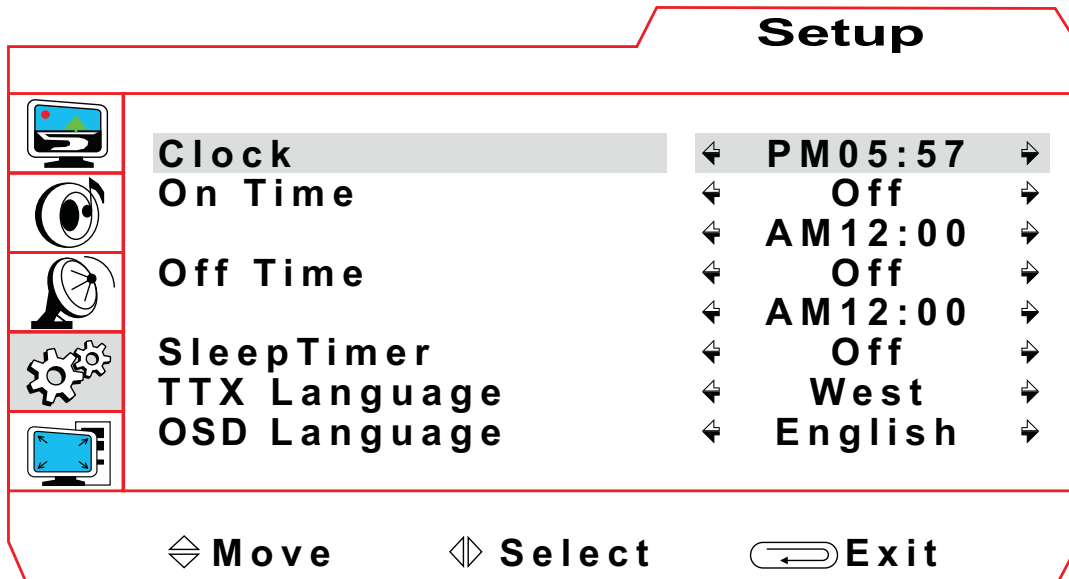 Setup
Clock PM05:57
On Time Off
AM12:00
Off Time Off
AM12:00
SleepTimer Off
TTX Language West
OSD Language English
Move Select Exit